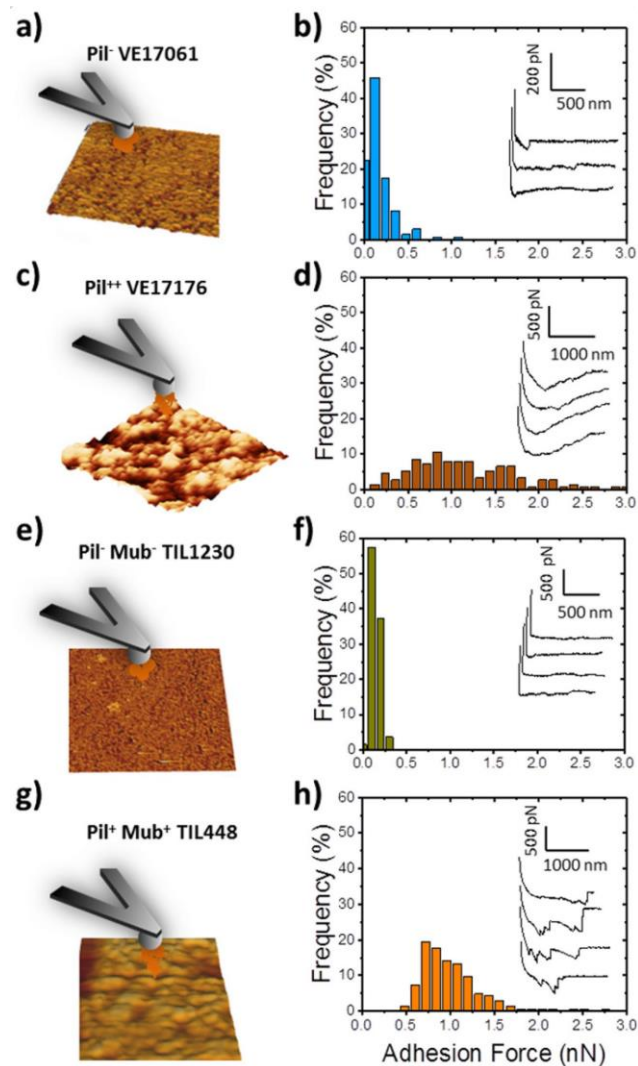 a)
Pil⁻ VE17061
b)
60
50
40
30
20
10
0
0.0 0.5 1.0 1.5 2.0 2.5 3.0
Frequency (%)
200 pN
500 nm
c)
Pil⁺⁺ VE17176
d)
60
50
40
30
20
10
0
0.0 0.5 1.0 1.5 2.0 2.5 3.0
Frequency (%)
500 pN
1000 nm
e)
Pil⁻ Mub⁻ TIL1230
f)
60
50
40
30
20
10
0
0.0 0.5 1.0 1.5 2.0 2.5 3.0
Frequency (%)
500 pN
500 nm
g)
Pil⁺ Mub⁺ TIL448
h)
60
50
40
30
20
10
0
0.0 0.5 1.0 1.5 2.0 2.5 3.0
Frequency (%)
500 pN
1000 nm
Adhesion Force (nN)